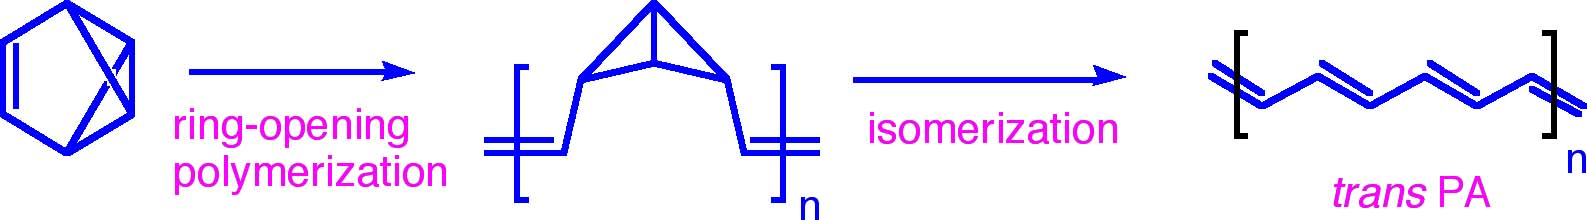 ring-opening
polymerization
n
isomerization
n
trans PA